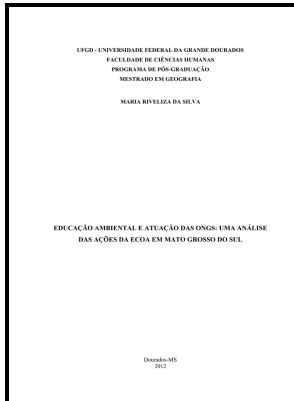 UFGD - UNIVERSIDADE FEDERAL DA GRANDE DOURADOS
FACULDADE DE CIÊNCIAS HUMANAS
PROGRAMA DE PÓS-GRADUAÇÃO
MESTRADO EM GEOGRAFIA
MARIA RIVELIZA DA SILVA
EDUCAÇÃO AMBIENTAL E ATUAÇÃO DAS ONGS: UMA ANÁLISE
DAS AÇÕES DA ECOA EM MATO GROSSO DO SUL
Dourados-MS
2012